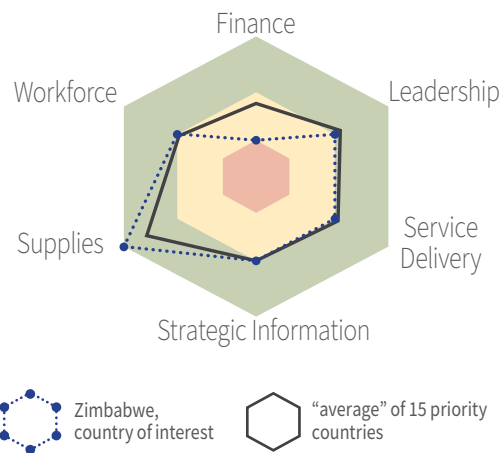 Finance
Workforce
Leadership
Supplies
Service
Delivery
Strategic Information
Zimbabwe,
country of interest
“average” of 15 priority
countries